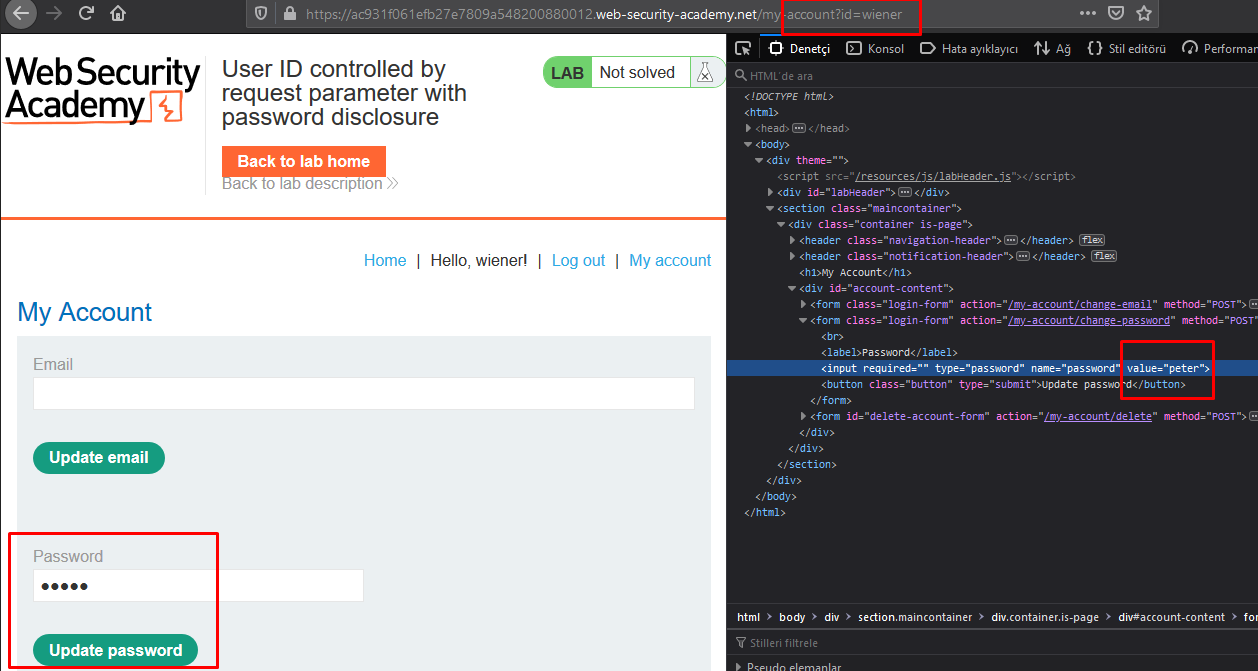 https://ac931f061efb27e7809a548200880012.web-security-academy.net/my-account?id=wiener
WebSecurity
Academy
User ID controlled by
request parameter with
password disclosure
LAB Not solved
Back to lab home
Back to lab description
Home | Hello, wiener! | Log out | My account
My Account
Email
Update email
Password
•••••
Update password
Denetçi Konsol Hata ayıklayıcı Ağ Stil editörü Performan
HTML'de ara
<!DOCTYPE html>
<html>
<head></head>
<body>
<div theme="">
<script src="/resources/js/labHeader.js"></script>
<div id="labHeader"></div>
<section class="maincontainer">
<div class="container is-page">
<header class="navigation-header"></header> flex
<header class="notification-header"></header> flex
<h1>My Account</h1>
<div id="account-content">
<form class="login-form" action="/my-account/change-email" method="POST">
<form class="login-form" action="/my-account/change-password" method="POST"
<br>
<label>Password</label>
<input required="" type="password" name="password" value="peter">
<button class="button" type="submit">Update password</button>
</form>
<form id="delete-account-form" action="/my-account/delete" method="POST">
</div>
</div>
</section>
</div>
</body>
</html>
html > body > div > section.maincontainer > div.container.is-page > div#account-content > for
Stilleri filtrele
Pseudo elemanlar